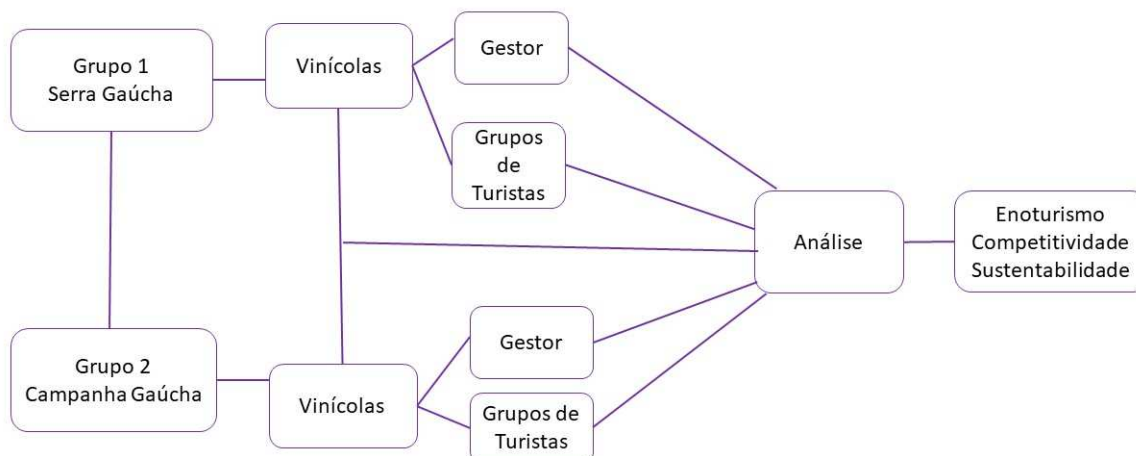 Grupo 1
Serra Gaúcha
Vinícolas
Gestor
Grupos
de
Turistas
Análise
Enoturismo
Competitividade
Sustentabilidade
Grupo 2
Campanha Gaúcha
Vinícolas
Gestor
Grupos de
Turistas